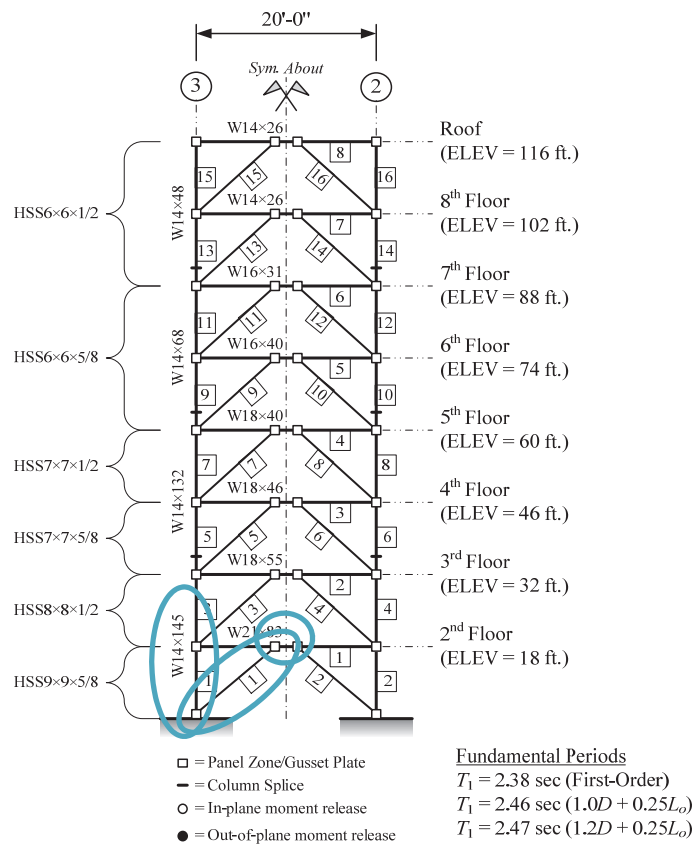 20'-0"
Sym. About
3
2
W14×26
Roof
(ELEV = 116 ft.)
8
15
15
16
16
W14×26
8th Floor
(ELEV = 102 ft.)
HSS6×6×1/2
W14×48
7
13
13
14
14
W16×31
7th Floor
(ELEV = 88 ft.)
6
11
11
12
12
W16×40
6th Floor
(ELEV = 74 ft.)
HSS6×6×5/8
W14×68
5
9
9
10
10
W18×40
5th Floor
(ELEV = 60 ft.)
4
HSS7×7×1/2
7
7
8
8
W18×46
4th Floor
(ELEV = 46 ft.)
W14×132
3
HSS7×7×5/8
5
5
6
6
W18×55
3rd Floor
(ELEV = 32 ft.)
2
HSS8×8×1/2
3
4
4
W21×83
2nd Floor
(ELEV = 18 ft.)
W14×145
1
HSS9×9×5/8
1
1
2
2
= Panel Zone/Gusset Plate
= Column Splice
= In-plane moment release
= Out-of-plane moment release
Fundamental Periods
T1 = 2.38 sec (First-Order)
T1 = 2.46 sec (1.0D + 0.25Lo)
T1 = 2.47 sec (1.2D + 0.25Lo)